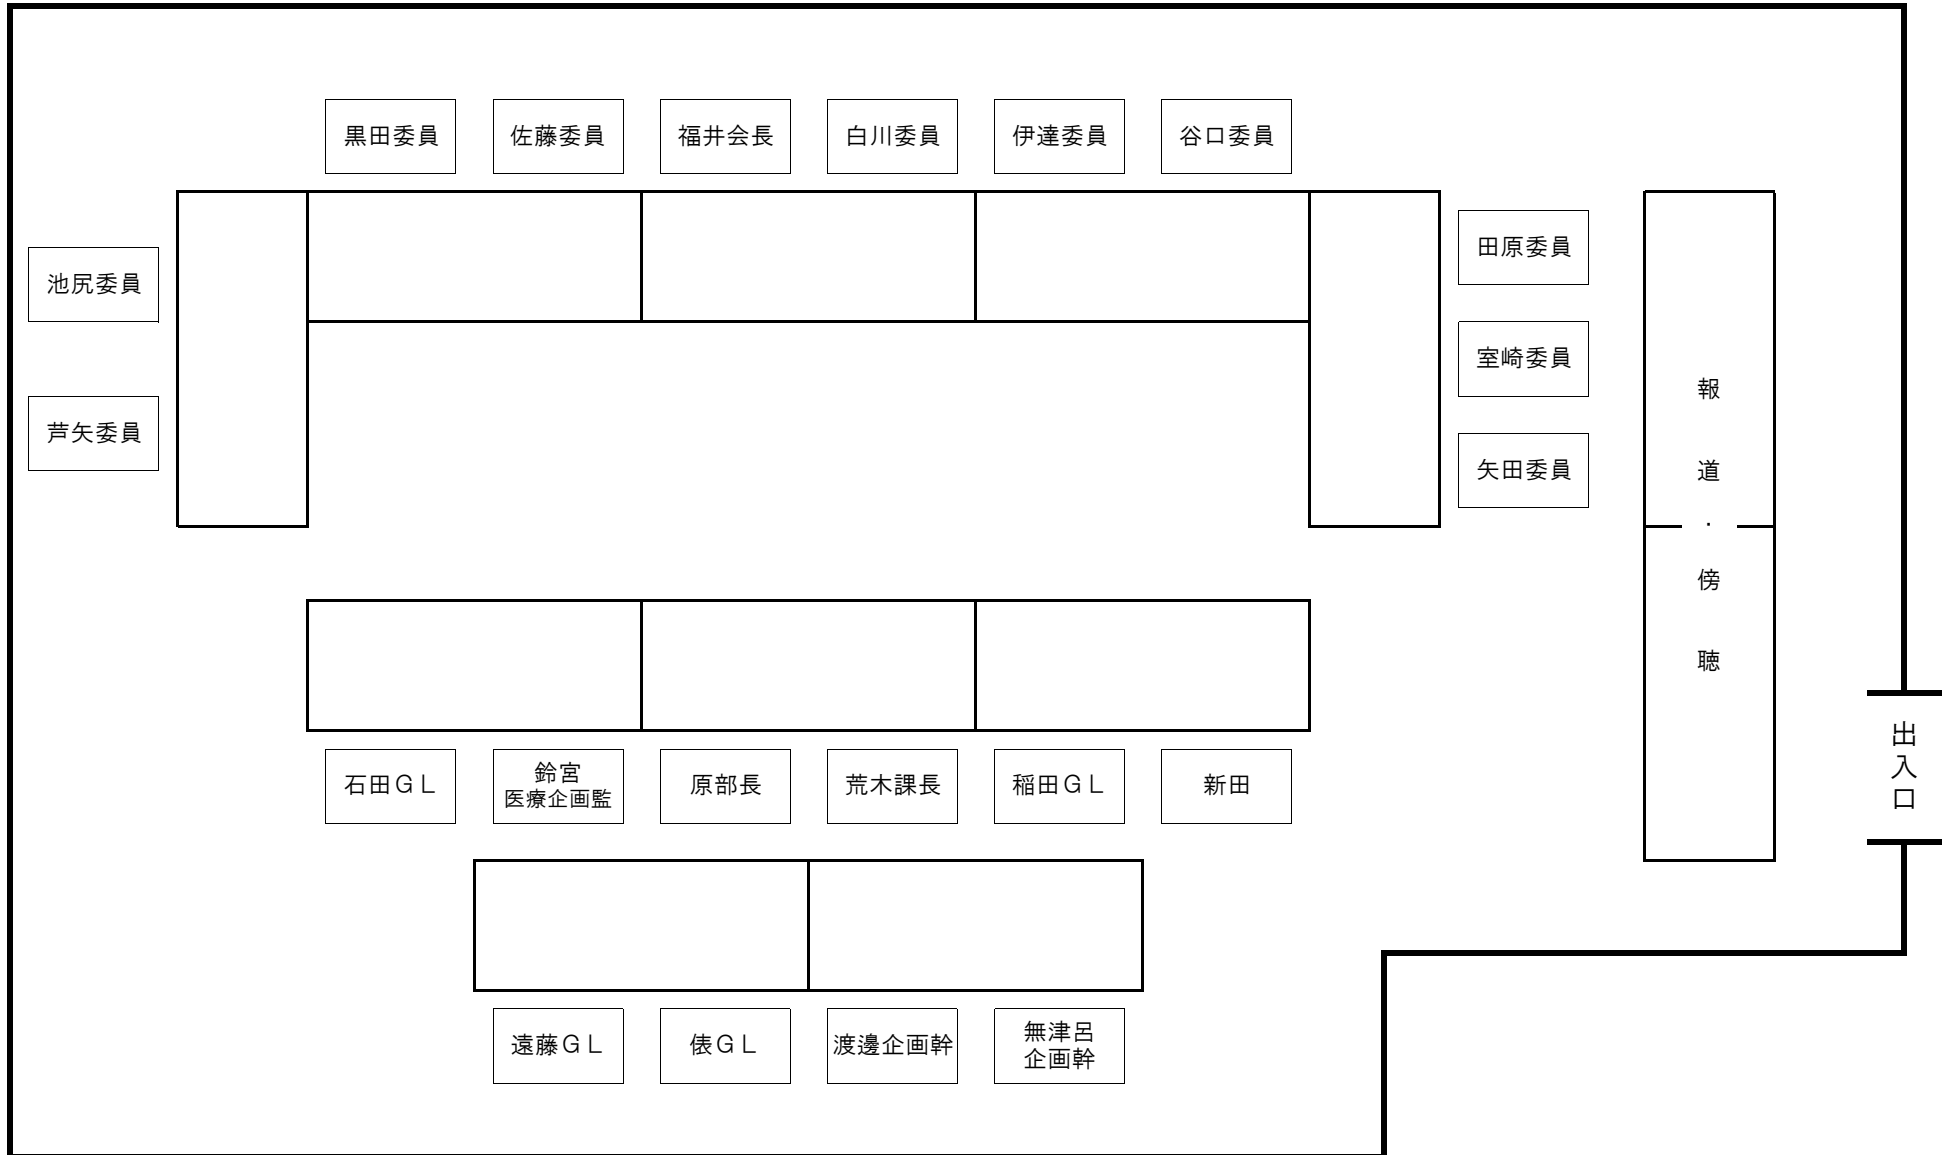 黒田委員
佐藤委員
福井会長
白川委員
伊達委員
谷口委員
池尻委員
芦矢委員
田原委員
室崎委員
矢田委員
報道・傍聴
出入口
石田ＧＬ
鈴宮
医療企画監
原部長
荒木課長
稲田ＧＬ
新田
遠藤ＧＬ
俵ＧＬ
渡邊企画幹
無津呂
企画幹